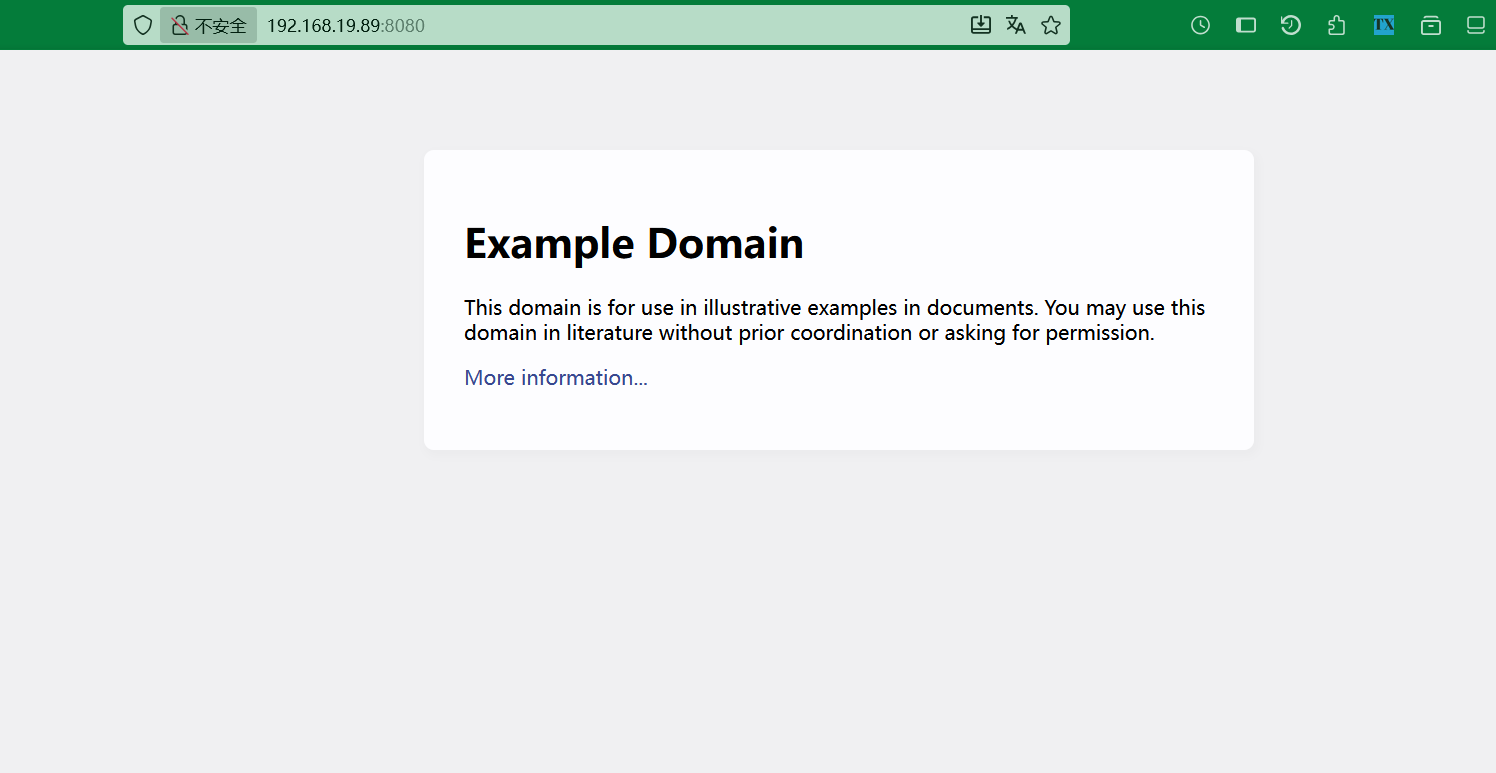 不安全 192.168.19.89:8080
TX
Example Domain
This domain is for use in illustrative examples in documents. You may use this
domain in literature without prior coordination or asking for permission.
More information...